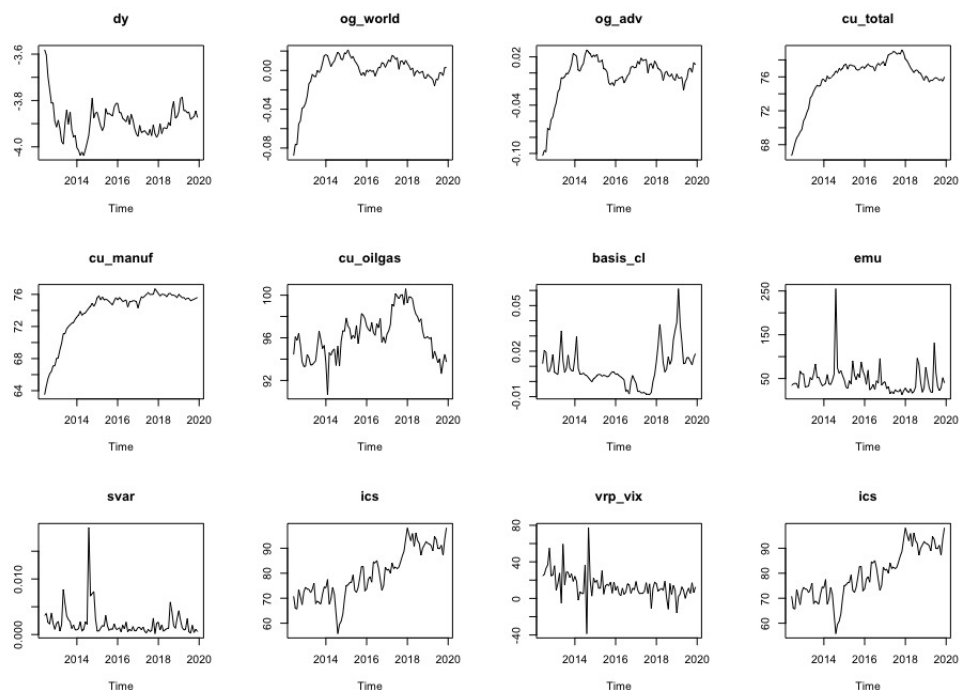 dy
-3.6
-3.8
-4.0
2014 2016 2018 2020
Time
og_world
0.00
-0.04
-0.08
2014 2016 2018 2020
Time
og_adv
0.02
-0.04
-0.10
2014 2016 2018 2020
Time
cu_total
76
72
68
2014 2016 2018 2020
Time
cu_manuf
76
72
68
64
2014 2016 2018 2020
Time
cu_oilgas
100
96
92
2014 2016 2018 2020
Time
basis_cl
0.05
0.02
-0.01
2014 2016 2018 2020
Time
emu
250
150
50
2014 2016 2018 2020
Time
svar
0.010
0.000
2014 2016 2018 2020
Time
ics
90
80
70
60
2014 2016 2018 2020
Time
vrp_vix
80
40
0
-40
2014 2016 2018 2020
Time
ics
90
80
70
60
2014 2016 2018 2020
Time